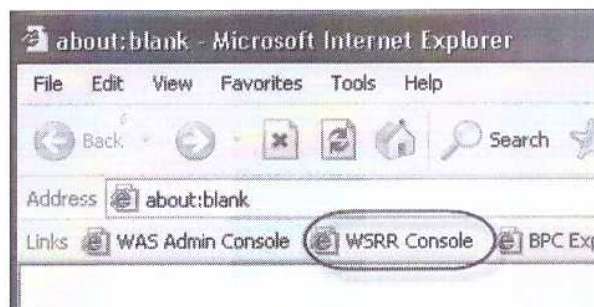 about:blank - Microsoft Internet Explorer
File Edit View Favorites Tools Help
Back Search
Address about:blank
Links WAS Admin Console WSRR Console BPC Exp